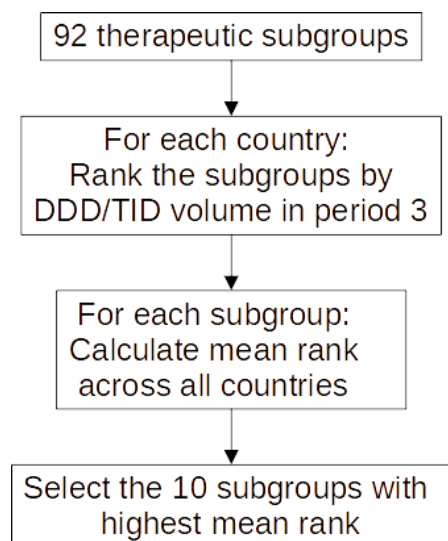 92 therapeutic subgroups
For each country:
Rank the subgroups by
DDD/TID volume in period 3
For each subgroup:
Calculate mean rank
across all countries
Select the 10 subgroups with
highest mean rank